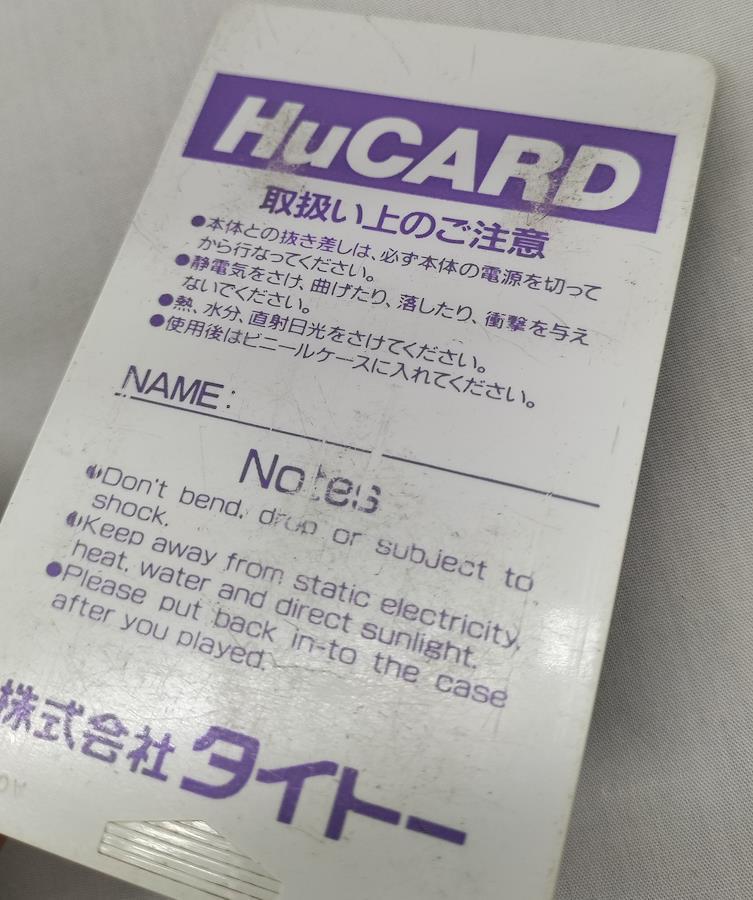 HuCARD
取扱い上のご注意
●本体との抜き差しは、必ず本体の電源を切って
から行なってください。
●静電気をさけ、曲げたり、落したり、衝撃を与え
ないでください。
●熱、水分、直射日光をさけてください。
●使用後はビニールケースに入れてください。
NAME:
Notes
●Don't bend, drop or subject to
shock.
●Keep away from static electricity,
heat, water and direct sunlight.
●Please put back in-to the case
after you played.
株式会社タイトー